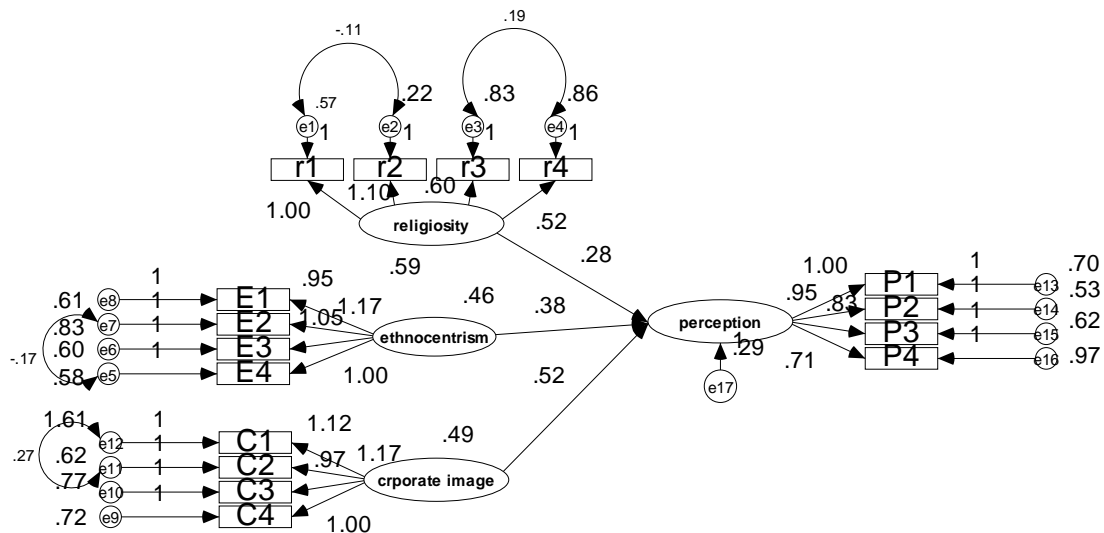 -.11
.19
.57
.22
.83
.86
e1
1
e2
1
e3
1
e4
1
r1
r2
r3
r4
1.00
1.10
.60
.52
religiosity
.59
.28
.61
e8
1
.95
E1
.83
e7
1
1.17
E2
.60
e6
1
1.05
E3
-.17
.58
e5
1.00
E4
ethnocentrism
.46
.38
1.61
e12
1
1.12
C1
.27
.62
e11
1
1.17
C2
.77
e10
1
.97
C3
.72
e9
1.00
C4
crporate image
.49
.52
perception
1
.29
e17
1.00
P1
1
e13
.70
.95
P2
1
e14
.53
.83
P3
1
e15
.62
.71
P4
e16
.97